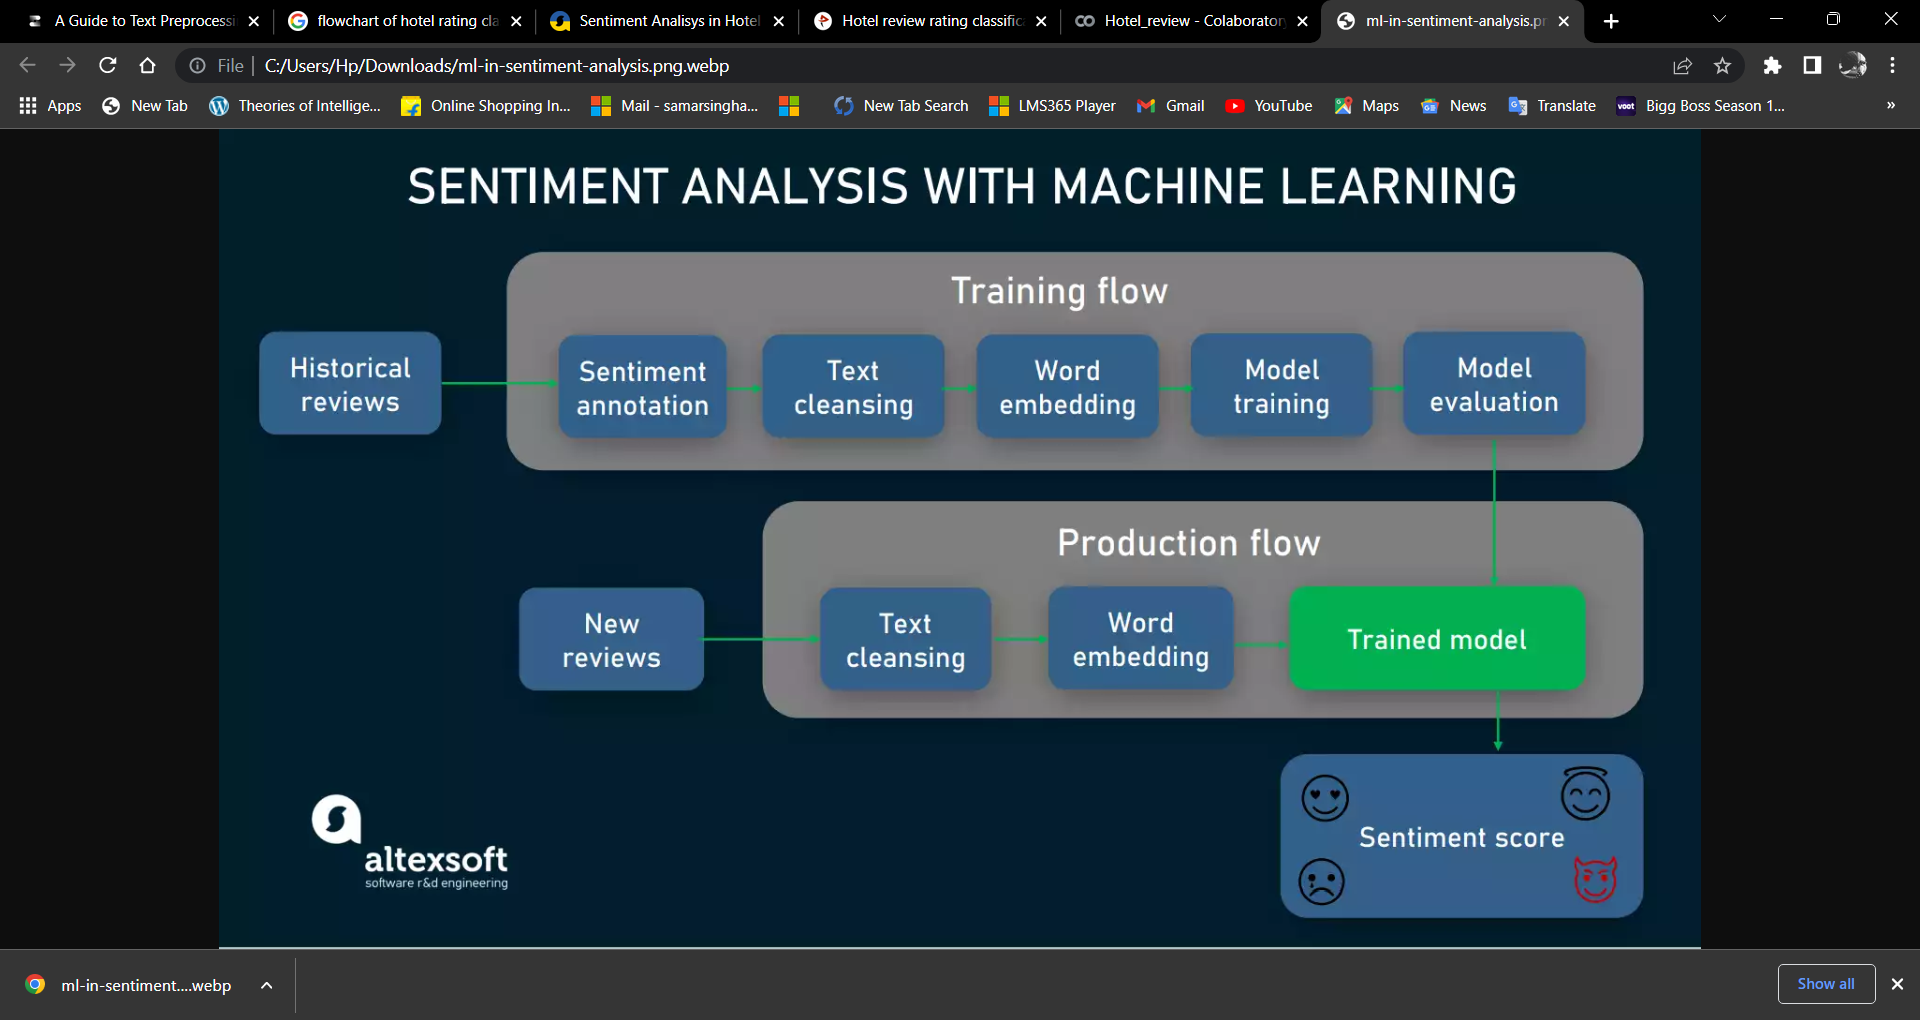 A Guide to Text Preprocessi
flowchart of hotel rating cla
Sentiment Analisys in Hotel
Hotel review rating classific
Hotel_review - Colaboratory
ml-in-sentiment-analysis.pn
File
C:/Users/Hp/Downloads/ml-in-sentiment-analysis.png.webp
Apps
New Tab
Theories of Intellige...
Online Shopping In...
Mail - samarsingha...
New Tab Search
LMS365 Player
Gmail
YouTube
Maps
News
Translate
voot
Bigg Boss Season 1...
»
SENTIMENT ANALYSIS WITH MACHINE LEARNING
Training flow
Historical
reviews
Sentiment
annotation
Text
cleansing
Word
embedding
Model
training
Model
evaluation
Production flow
New
reviews
Text
cleansing
Word
embedding
Trained model
Sentiment score
altexsoft
software r&d engineering
ml-in-sentiment....webp
Show all